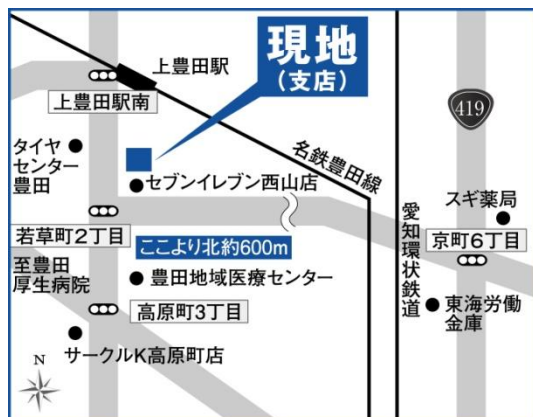 上豊田駅
現地
(支店)
上豊田駅南
419
タイヤ
センター
豊田
名鉄豊田線
セブンイレブン西山店
愛知環状鉄道
スギ薬局
若草町2丁目
ここより北約600m
京町6丁目
至豊田
厚生病院
豊田地域医療センター
高原町3丁目
東海労働
金庫
サークルK高原町店
N